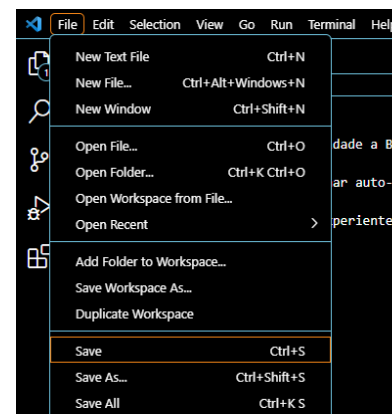 File Edit Selection View Go Run Terminal Help
New Text File Ctrl+N
New File... Ctrl+Alt+Windows+N
New Window Ctrl+Shift+N
Open File... Ctrl+O
dade a B
Open Folder... Ctrl+K Ctrl+O
ar auto-
Open Workspace from File...
Open Recent
periente
Add Folder to Workspace...
Save Workspace As...
Duplicate Workspace
Save Ctrl+S
Save As... Ctrl+Shift+S
Save All Ctrl+K S
1